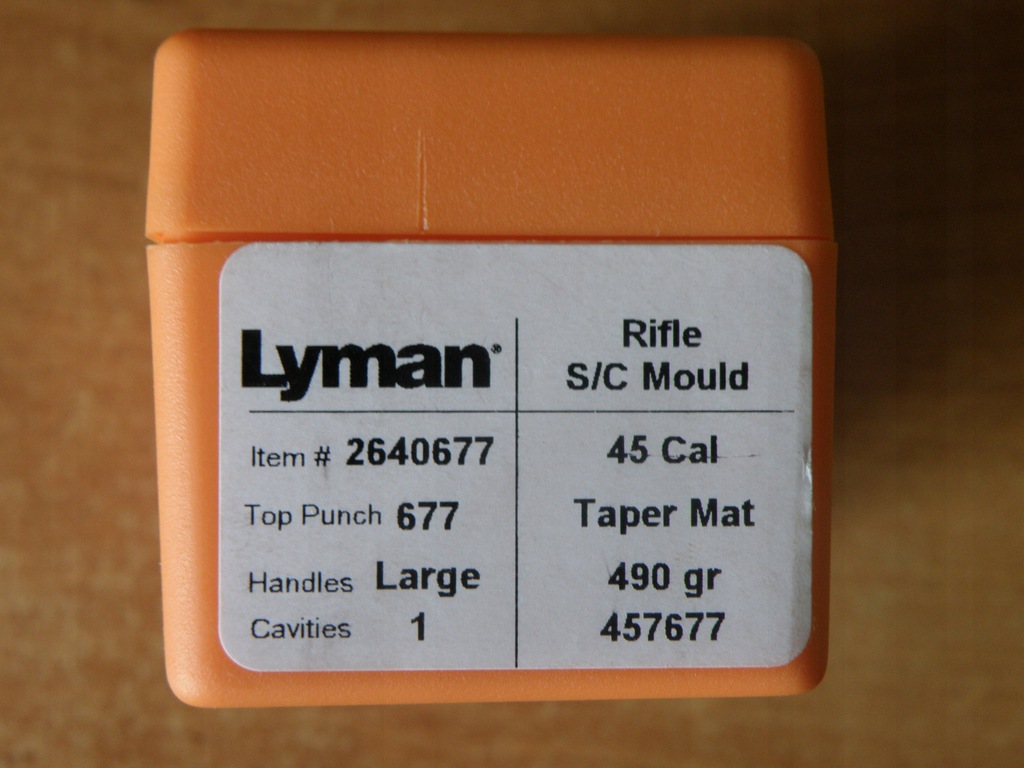 Lyman®
Item # 2640677
Top Punch 677
Handles Large
Cavities 1
Rifle
S/C Mould
45 Cal
Taper Mat
490 gr
457677